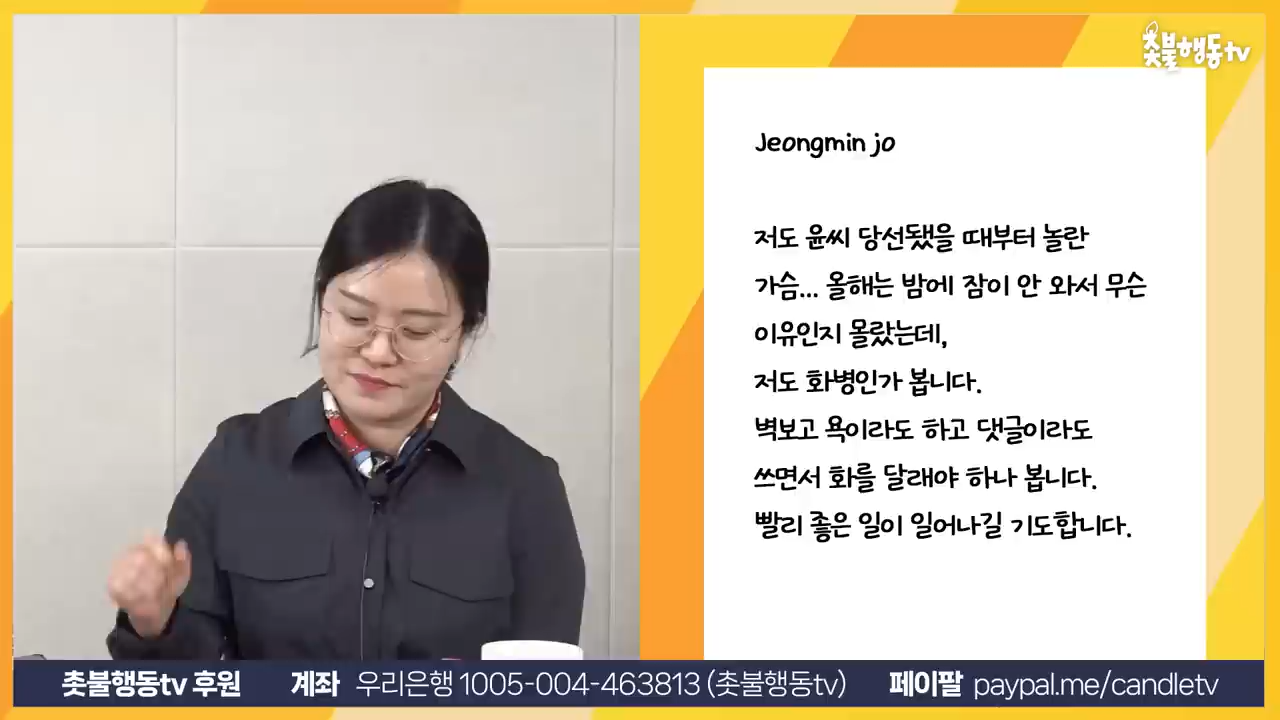 촛불행동tv
Jeongmin jo
저도 윤씨 당선됐을 때부터 놀란
가슴... 올해는 밤에 잠이 안 와서 무슨
이유인지 몰랐는데,
저도 화병인가 봅니다.
벽보고 욕이라도 하고 댓글이라도
쓰면서 화를 달래야 하나 봅니다.
빨리 좋은 일이 일어나길 기도합니다.
촛불행동tv 후원 계좌 우리은행 1005-004-463813 (촛불행동tv) 페이팔 paypal.me/candletv